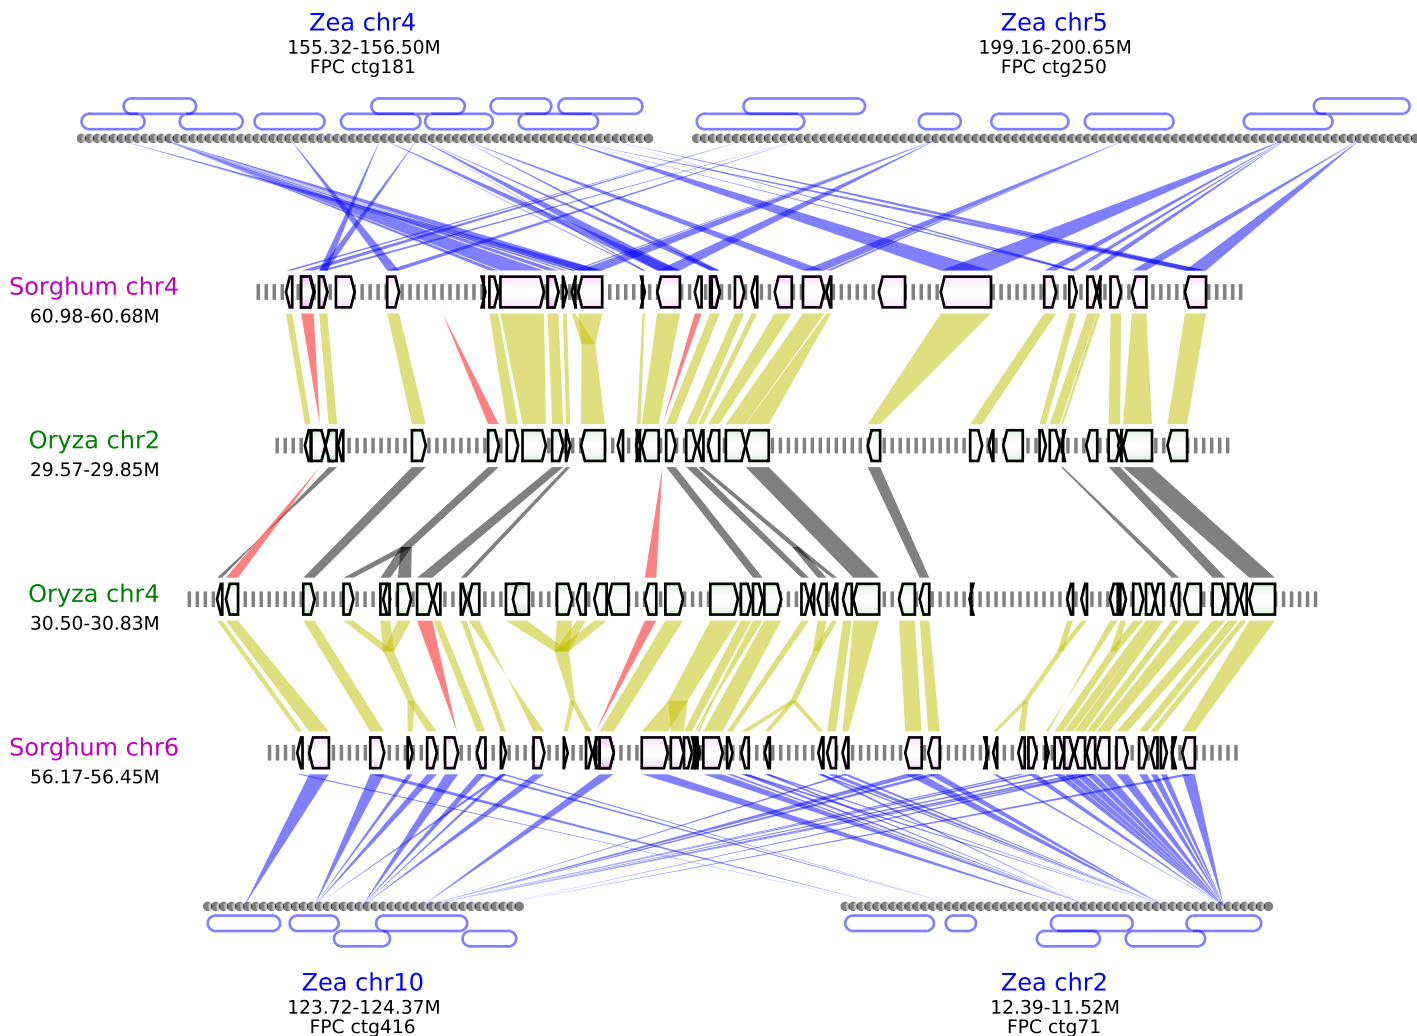 Zea chr4
155.32-156.50M
FPC ctg181
Zea chr5
199.16-200.65M
FPC ctg250
Sorghum chr4
60.98-60.68M
Oryza chr2
29.57-29.85M
Oryza chr4
30.50-30.83M
Sorghum chr6
56.17-56.45M
Zea chr10
123.72-124.37M
FPC ctg416
Zea chr2
12.39-11.52M
FPC ctg71